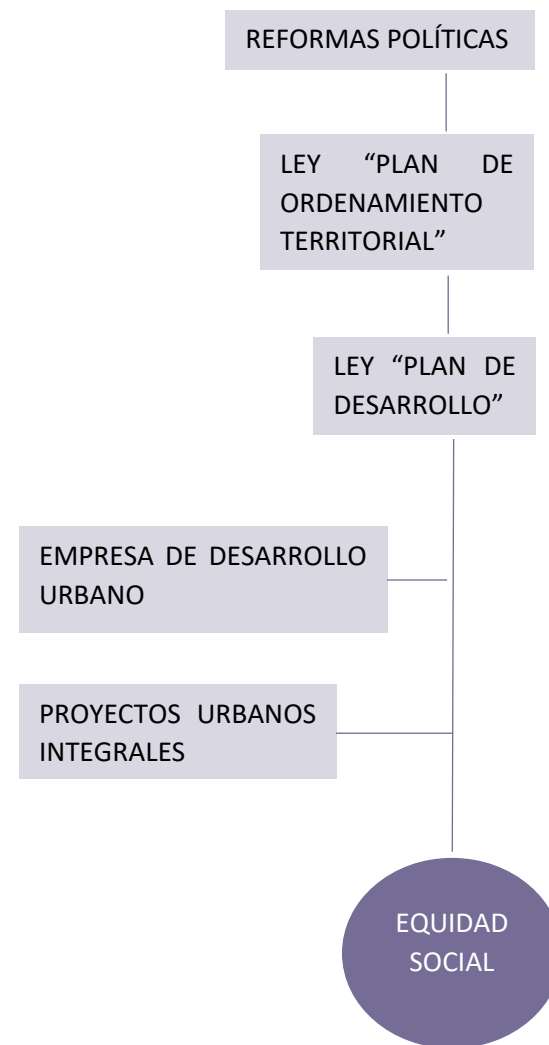 REFORMAS POLÍTICAS
LEY “PLAN DE
ORDENAMIENTO
TERRITORIAL”
LEY “PLAN DE
DESARROLLO”
EMPRESA DE DESARROLLO
URBANO
PROYECTOS URBANOS
INTEGRALES
EQUIDAD
SOCIAL